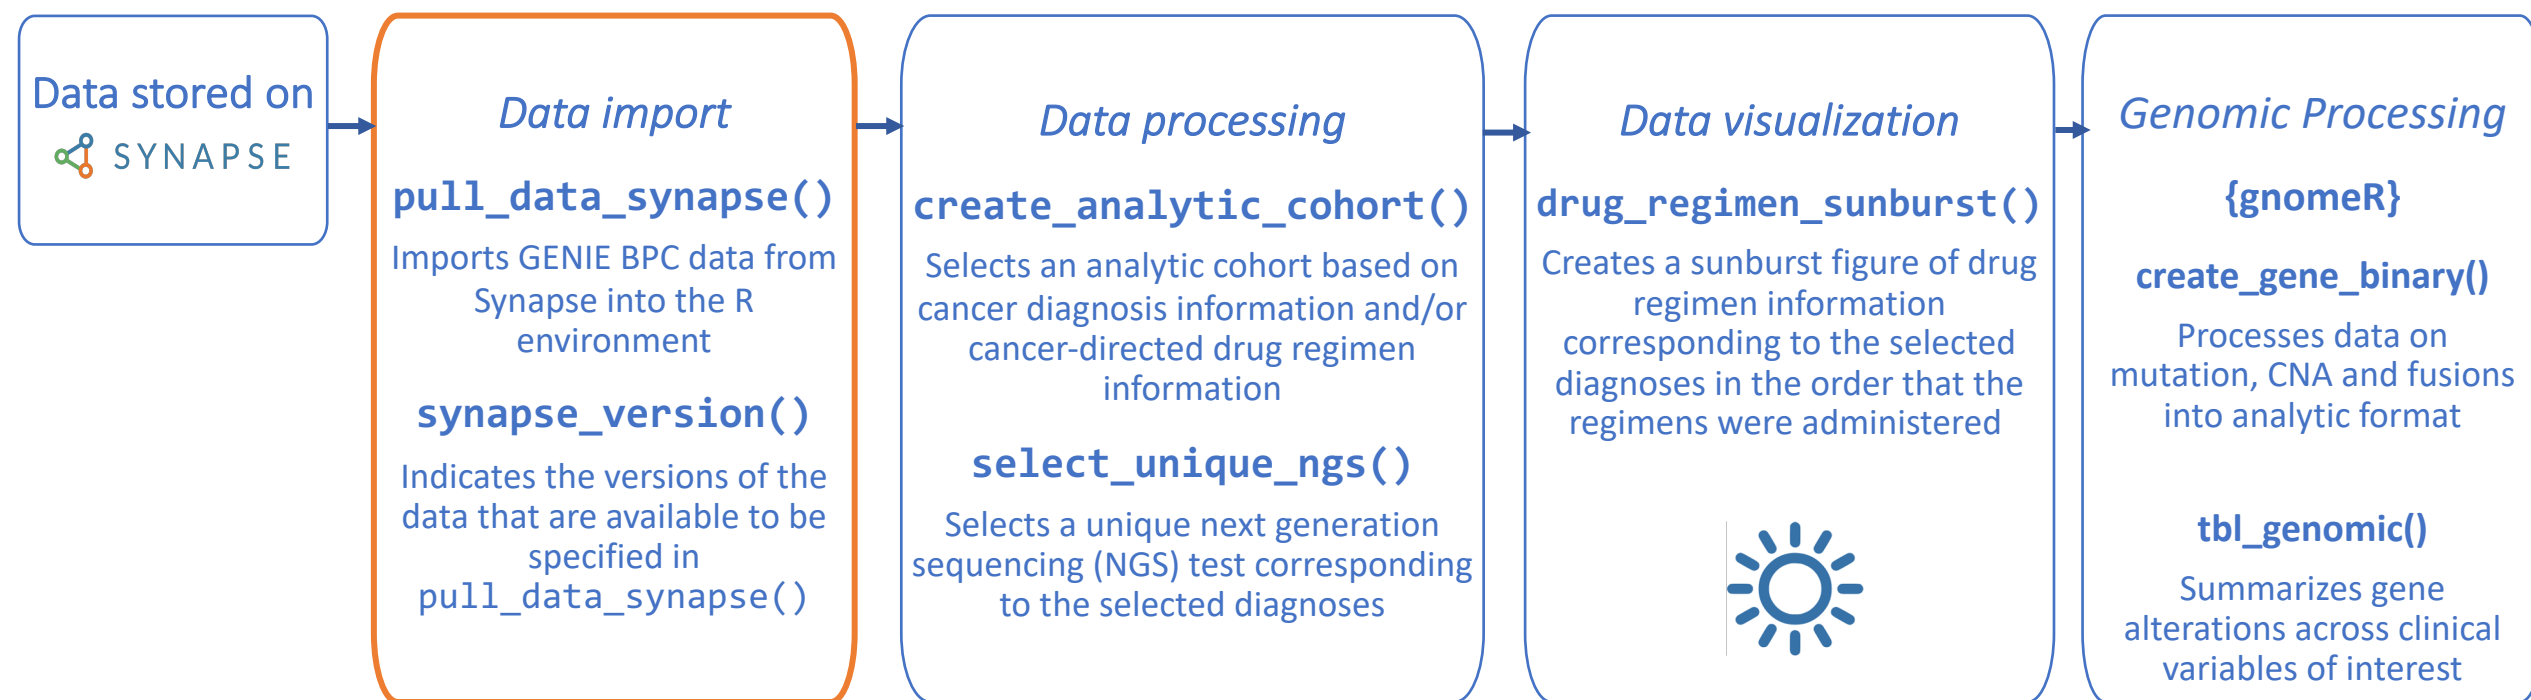 Data stored on
SYNAPSE
Data import
pull_data_synapse()
Imports GENIE BPC data from
Synapse into the R
environment
synapse_version()
Indicates the versions of the
data that are available to be
specified in
pull_data_synapse()
Data processing
create_analytic_cohort()
Selects an analytic cohort based on
cancer diagnosis information and/or
cancer-directed drug regimen
information
select_unique_ngs()
Selects a unique next generation
sequencing (NGS) test corresponding
to the selected diagnoses
Data visualization
drug_regimen_sunburst()
Creates a sunburst figure of drug
regimen information
corresponding to the selected
diagnoses in the order that the
regimens were administered
Genomic Processing
{gnomeR}
create_gene_binary()
Processes data on
mutation, CNA and fusions
into analytic format
tbl_genomic()
Summarizes gene
alterations across clinical
variables of interest